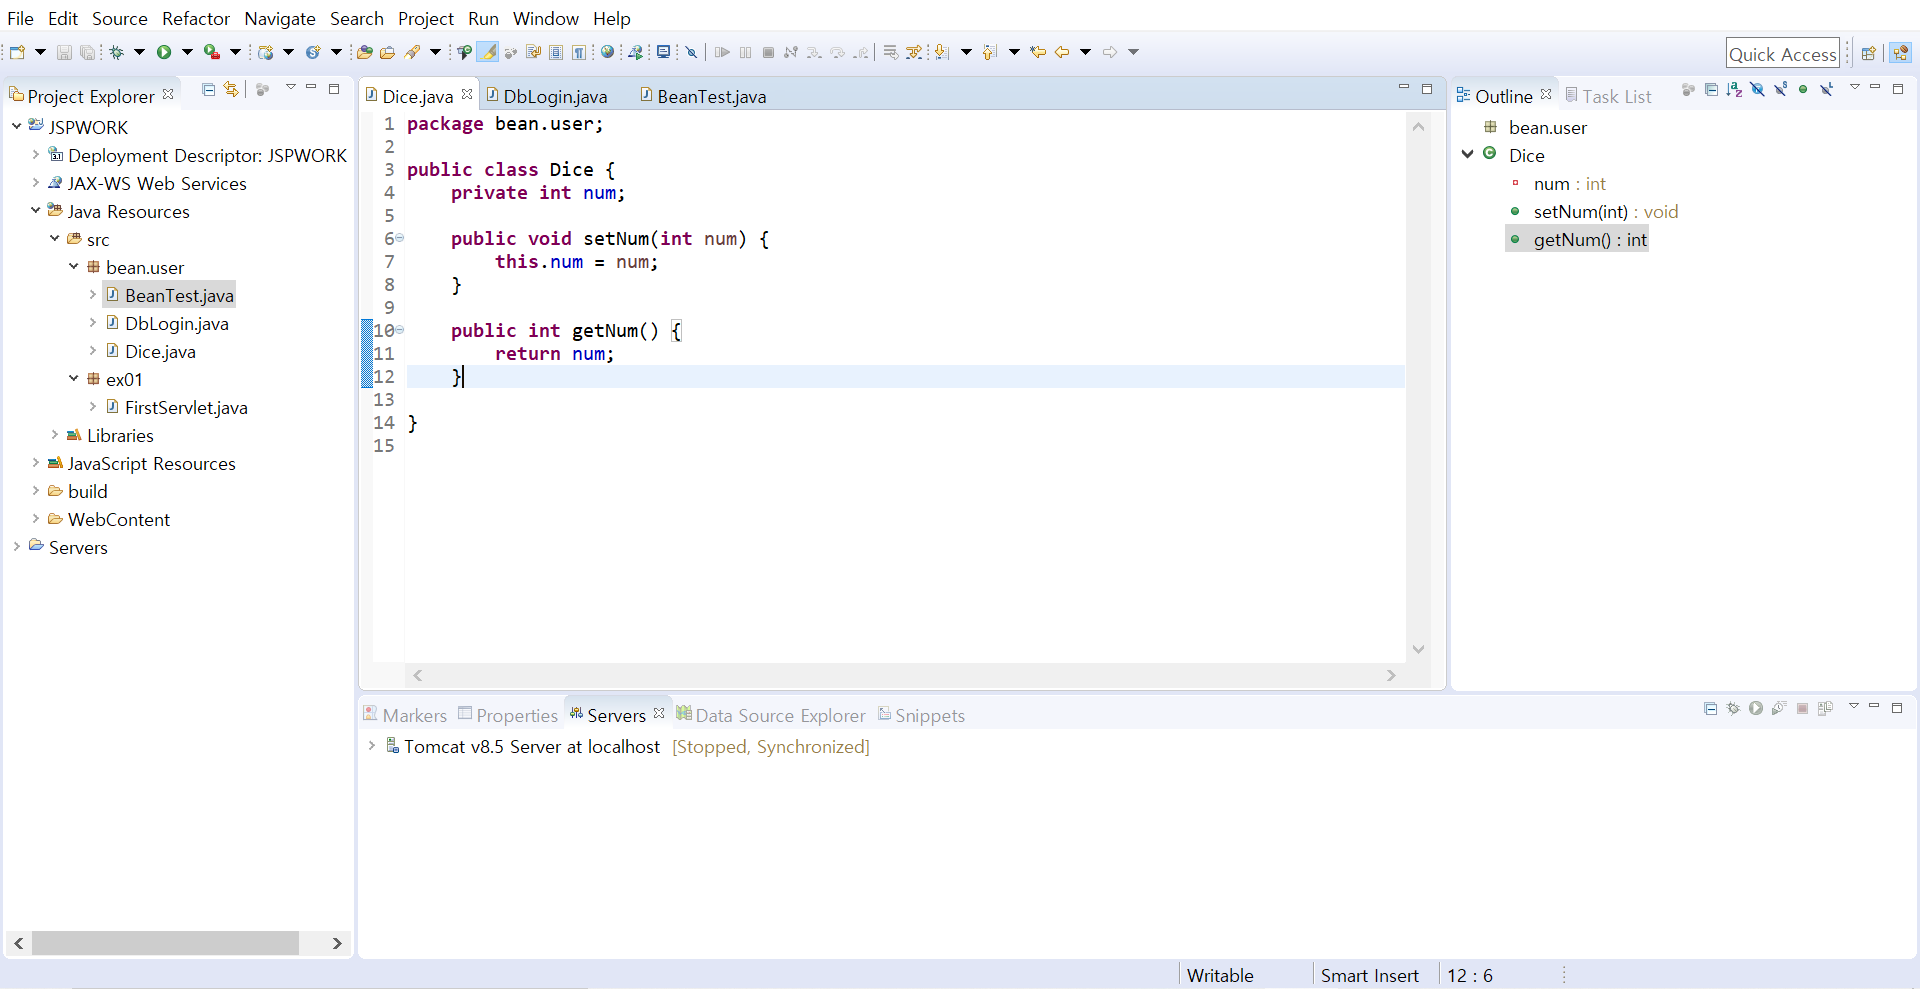 File Edit Source Refactor Navigate Search Project Run Window Help
Quick Access
Project Explorer
JSPWORK
Deployment Descriptor: JSPWORK
JAX-WS Web Services
Java Resources
src
bean.user
BeanTest.java
DbLogin.java
Dice.java
ex01
FirstServlet.java
Libraries
JavaScript Resources
build
WebContent
Servers
Dice.java DbLogin.java BeanTest.java
1 package bean.user;
2
3 public class Dice {
4 private int num;
5
6 public void setNum(int num) {
7 this.num = num;
8 }
9
10 public int getNum() {
11 return num;
12 }
13
14 }
15
Outline Task List
bean.user
Dice
num : int
setNum(int) : void
getNum() : int
Markers Properties Servers Data Source Explorer Snippets
Tomcat v8.5 Server at localhost [Stopped, Synchronized]
Writable Smart Insert 12 : 6